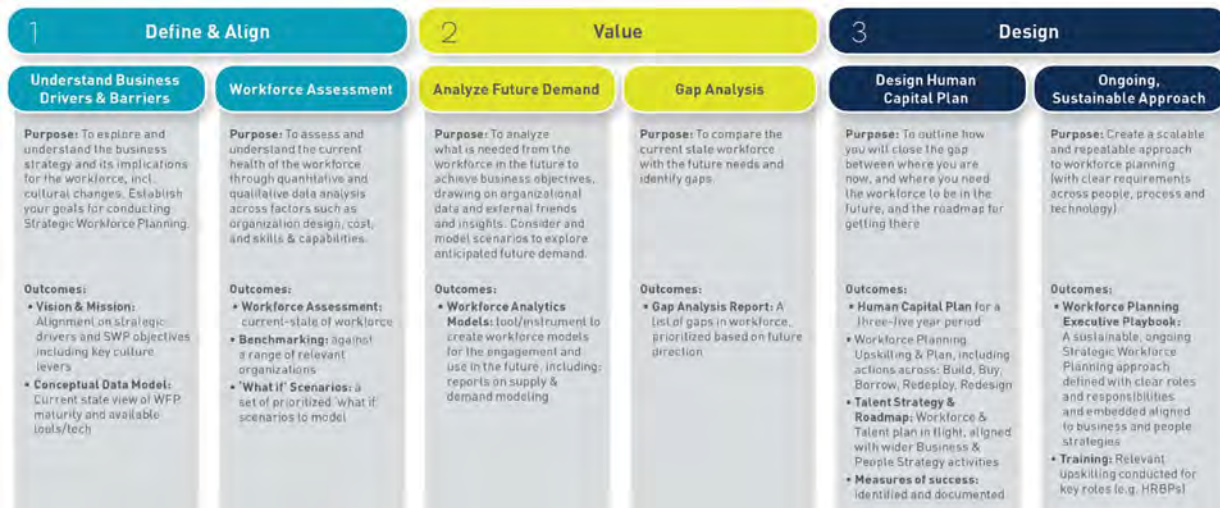 1 Define & Align
2 Value
3 Design
Understand Business
Drivers & Barriers
Purpose: To explore and
understand the business
strategy and its implications
for the workforce, incl.
cultural changes. Establish
your goals for conducting
Strategic Workforce Planning.
Outcomes:
• Vision & Mission:
Alignment on strategic
drivers and SWP objectives
including key culture
levers
• Conceptual Data Model:
Current state view of WFP
maturity and available
tools/tech
Workforce Assessment
Purpose: To assess and
understand the current
health of the workforce
through quantitative and
qualitative data analysis
across factors such as
organization design, cost,
and skills & capabilities.
Outcomes:
• Workforce Assessment:
current-state of workforce
• Benchmarking: against
a range of relevant
organizations
• 'What if' Scenarios: a
set of prioritized 'what if'
scenarios to model
Analyze Future Demand
Purpose: To analyze
what is needed from the
workforce in the future to
achieve business objectives,
drawing on organizational
data and external friends
and insights. Consider and
model scenarios to explore
anticipated future demand.
Outcomes:
• Workforce Analytics
Models: tool/instrument to
create workforce models
for the engagement and
use in the future, including:
reports on supply &
demand modeling
Gap Analysis
Purpose: To compare the
current state workforce
with the future needs and
identify gaps
Outcomes:
• Gap Analysis Report: A
list of gaps in workforce,
prioritized based on future
direction
Design Human
Capital Plan
Purpose: To outline how
you will close the gap
between where you are
now, and where you need
the workforce to be in the
future, and the roadmap for
getting there
Outcomes:
• Human Capital Plan for a
three-five year period
• Workforce Planning
Upskilling & Plan, including
actions across: Build, Buy,
Borrow, Redeploy, Redesign
• Talent Strategy &
Roadmap: Workforce &
Talent plan in flight, aligned
with wider Business &
People Strategy activities
• Measures of success:
identified and documented
Ongoing,
Sustainable Approach
Purpose: Create a scalable
and repeatable approach
to workforce planning
(with clear requirements
across people, process and
technology)
Outcomes:
• Workforce Planning
Executive Playbook:
A sustainable, ongoing
Strategic Workforce
Planning approach
defined with clear roles
and responsibilities
and embedded aligned
to business and people
strategies
• Training: Relevant
upskilling conducted for
key roles (e.g. HRBPs)